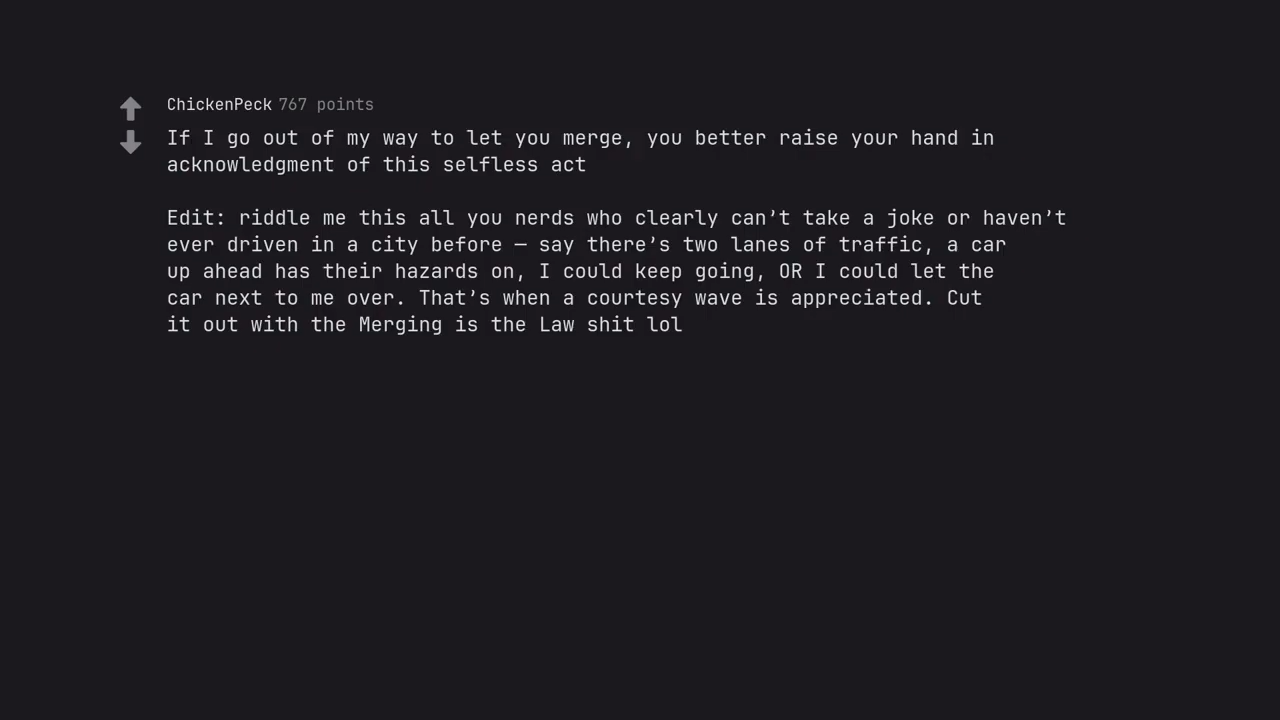 ChickenPeck 767 points
If I go out of my way to let you merge, you better raise your hand in
acknowledgment of this selfless act
Edit: riddle me this all you nerds who clearly can’t take a joke or haven’t
ever driven in a city before — say there’s two lanes of traffic, a car
up ahead has their hazards on, I could keep going, OR I could let the
car next to me over. That’s when a courtesy wave is appreciated. Cut
it out with the Merging is the Law shit lol